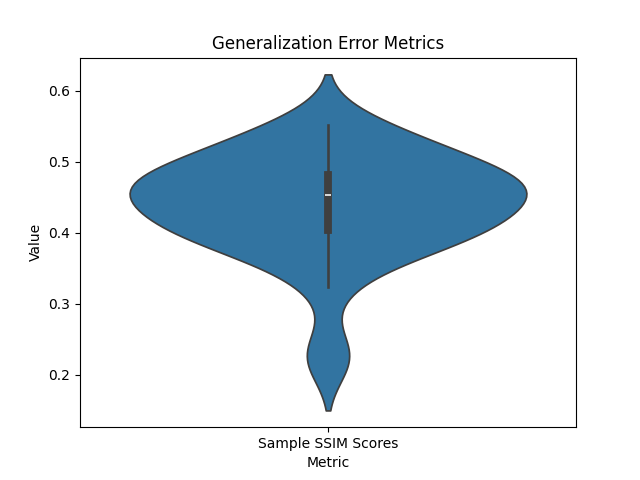 Generalization Error Metrics
0.6
0.5
0.4
0.3
0.2
Value
Sample SSIM Scores
Metric